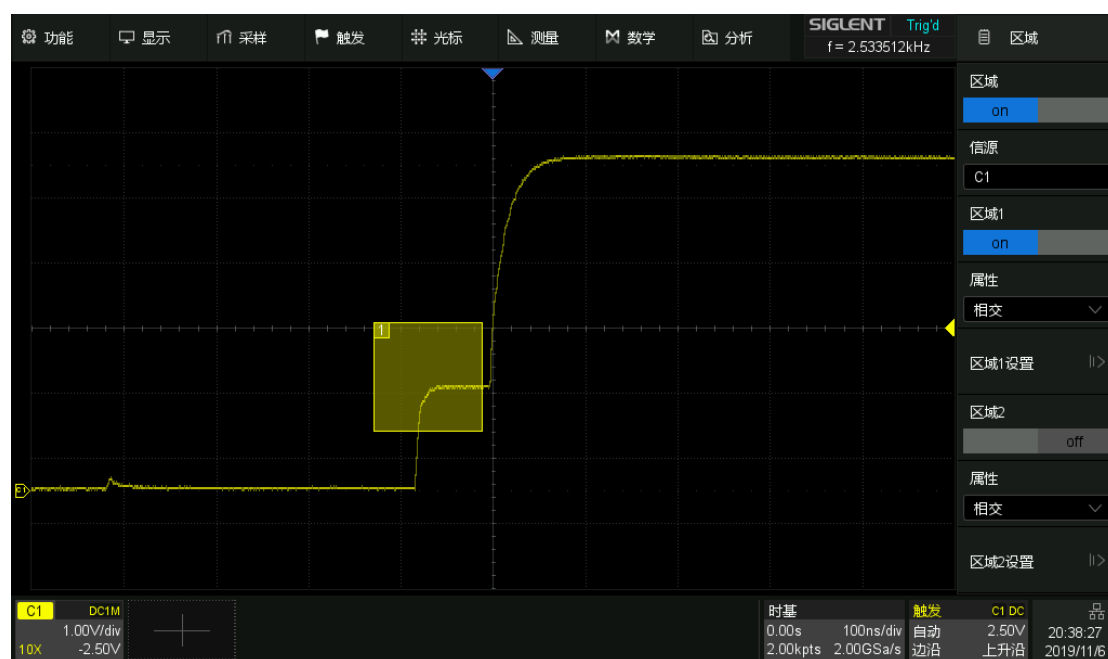 功能 显示 采样 触发 光标 测量 数学 分析 SIGLENT Trig'd
f = 2.533512kHz
区域
区域
on
信源
C1
区域1
on
属性
相交
区域1设置
区域2
off
属性
相交
区域2设置
1
C1
C1 DC1M
1.00V/div
10X -2.50V
时基
0.00s 100ns/div
2.00kpts 2.00GSa/s
触发 C1 DC
自动 2.50V
边沿 上升沿
20:38:27
2019/11/6